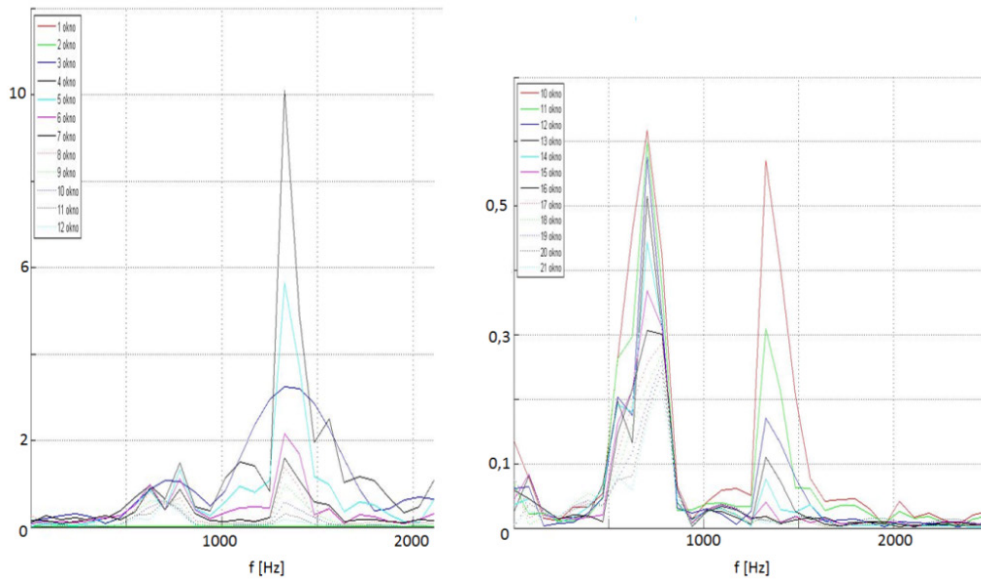 1 okno
2 okno
3 okno
4 okno
5 okno
6 okno
7 okno
8 okno
9 okno
10 okno
11 okno
12 okno
10
6
2
0
1000
2000
f [Hz]
10 okno
11 okno
12 okno
13 okno
14 okno
15 okno
16 okno
17 okno
18 okno
19 okno
20 okno
21 okno
0,5
0,3
0,1
0
1000
2000
f [Hz]